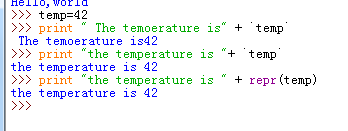 Hello,world
>>> temp=42
>>> print " The temoerature is" + `temp`
 The temoerature is42
>>> print "the temperature is "+ `temp`
the temperature is 42
>>> print "the temperature is " + repr(temp)
the temperature is 42
>>>